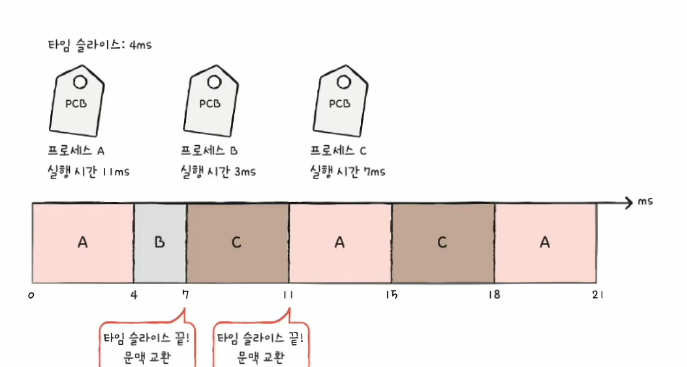 타임 슬라이스: 4ms
PCB
PCB
PCB
프로세스 A
실행 시간 11ms
프로세스 B
실행 시간 3ms
프로세스 C
실행 시간 7ms
ms
A
B
C
A
C
A
0
4
7
11
15
18
21
타임 슬라이스 끝!
문맥 교환
타임 슬라이스 끝!
문맥 교환